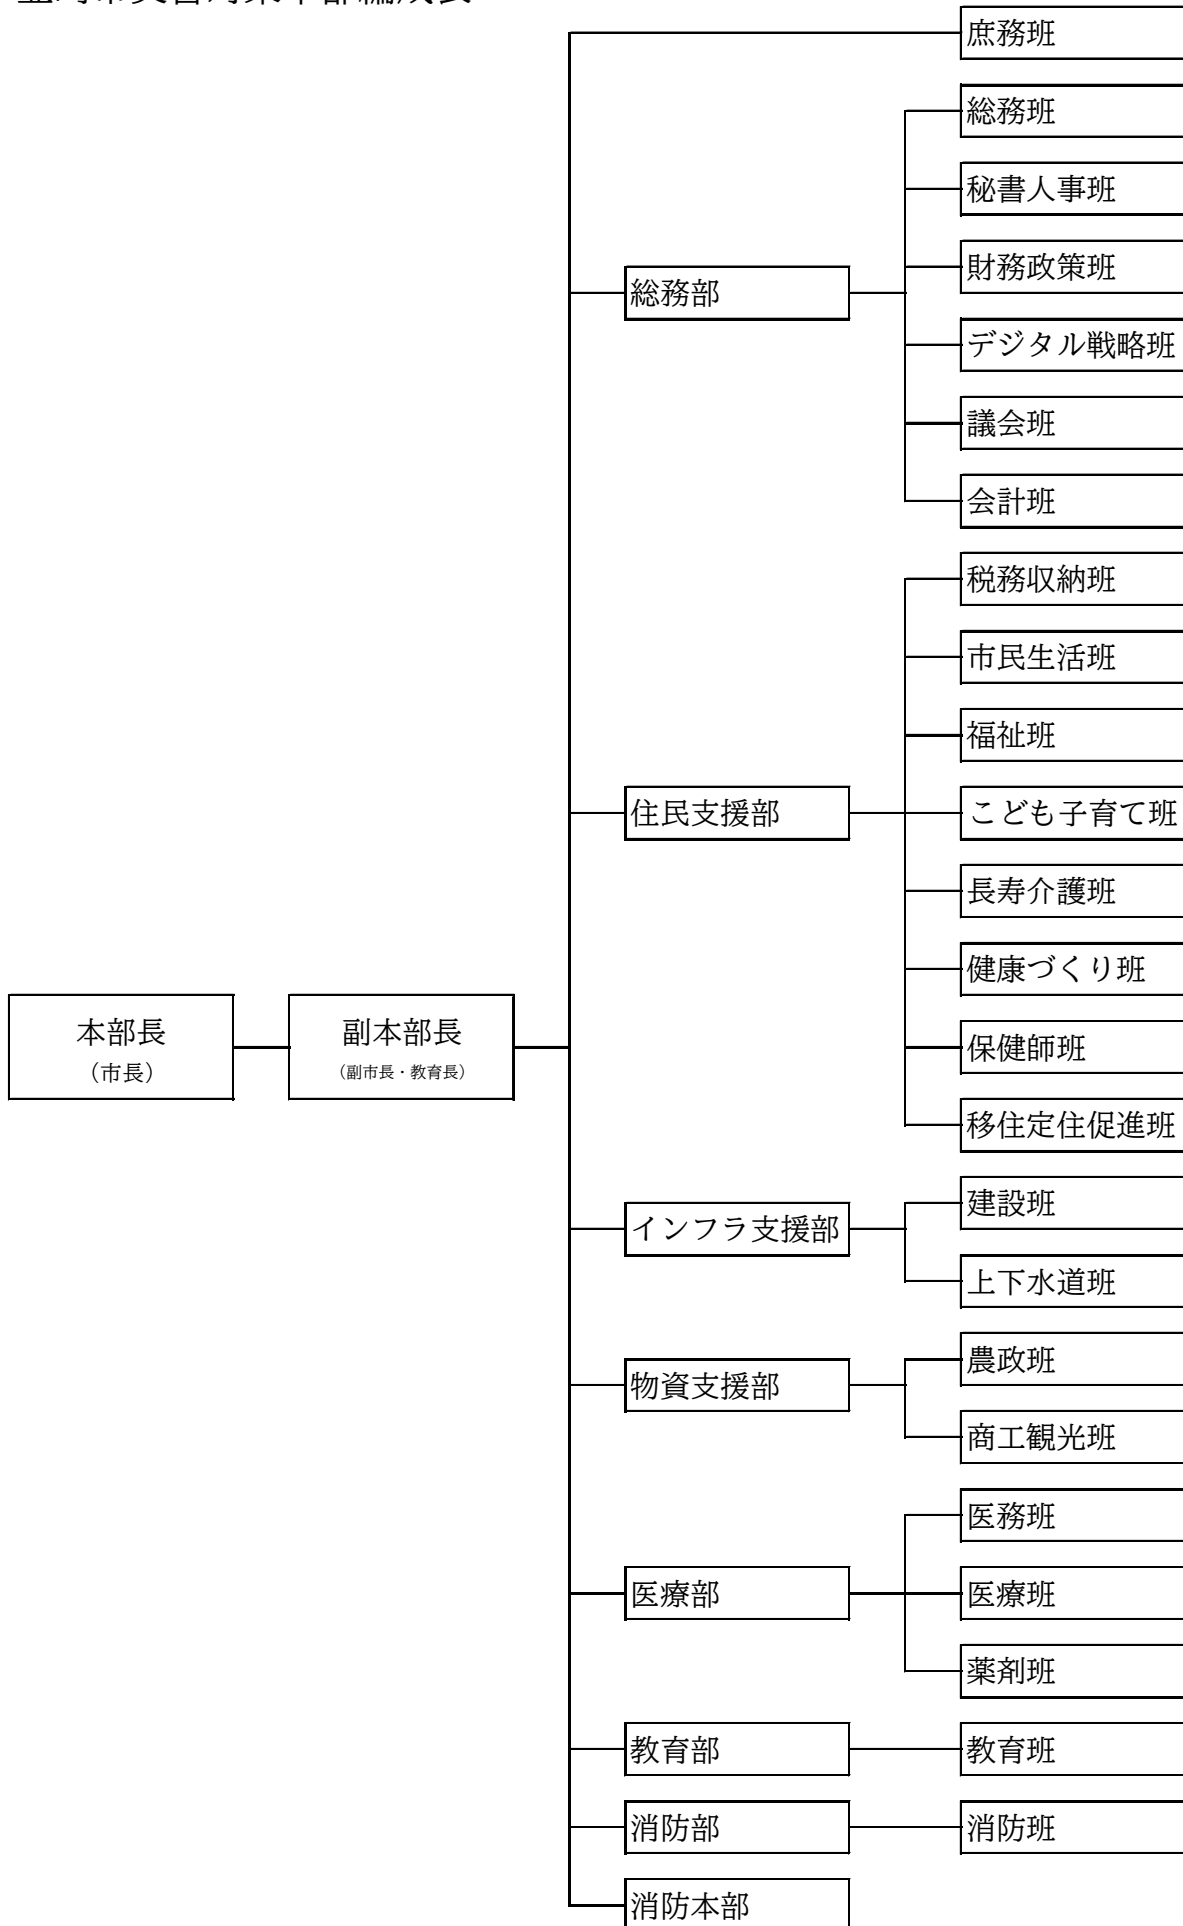 庶務班
総務班
秘書人事班
総務部
財務政策班
デジタル戦略班
議会班
会計班
税務収納班
市民生活班
福祉班
住民支援部
こども子育て班
長寿介護班
健康づくり班
本部長
(市長)
副本部長
(副市長・教育長)
保健師班
移住定住促進班
インフラ支援部
建設班
上下水道班
物資支援部
農政班
商工観光班
医務班
医療部
医療班
薬剤班
教育部
教育班
消防部
消防班
消防本部